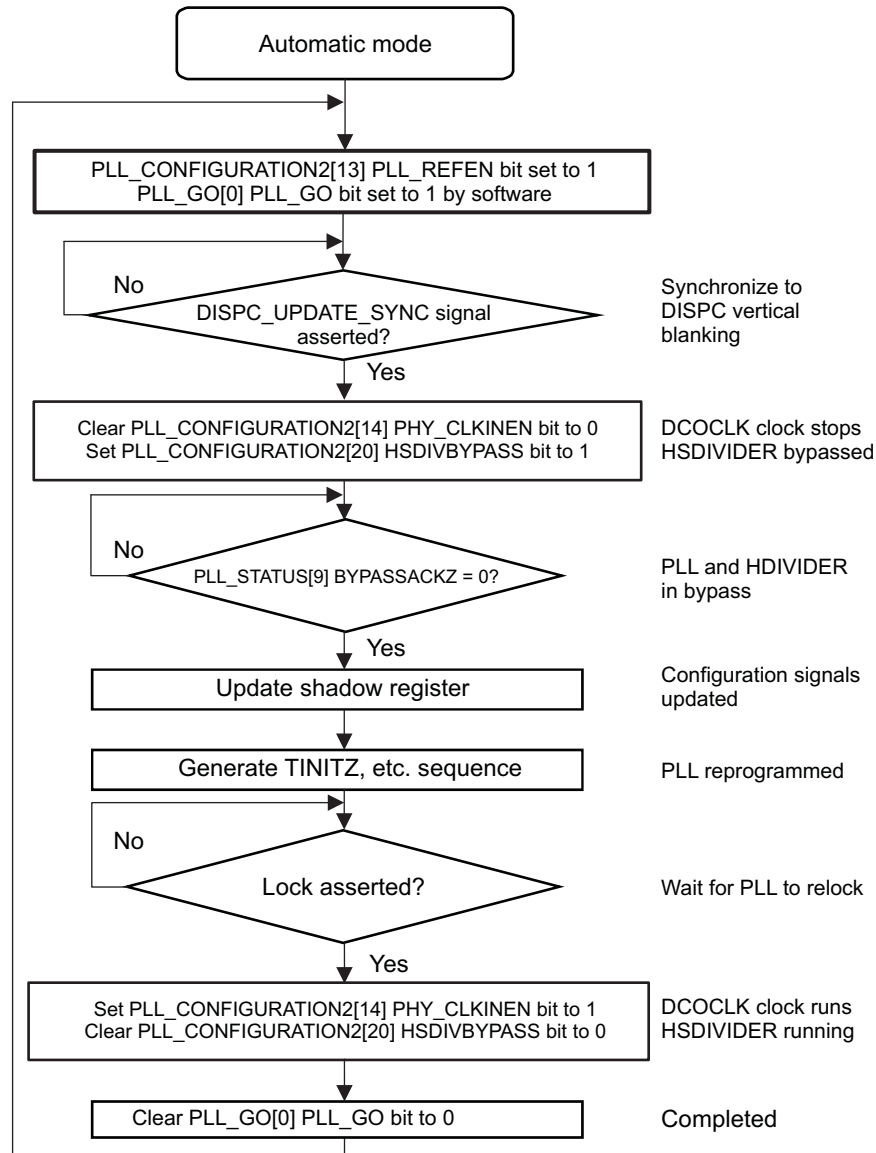 Automatic mode
PLL_CONFIGURATION2[13] PLL_REFEN bit set to 1
PLL_GO[0] PLL_GO bit set to 1 by software
No
DISPC_UPDATE_SYNC signal
asserted?
Synchronize to
DISPC vertical
blanking
Yes
Clear PLL_CONFIGURATION2[14] PHY_CLKINEN bit to 0
Set PLL_CONFIGURATION2[20] HSDIVBYPASS bit to 1
DCOCLK clock stops
HSDIVIDER bypassed
No
PLL_STATUS[9] BYPASSACKZ = 0?
PLL and HDIVIDER
in bypass
Yes
Update shadow register
Configuration signals
updated
Generate TINITZ, etc. sequence
PLL reprogrammed
No
Lock asserted?
Wait for PLL to relock
Yes
Set PLL_CONFIGURATION2[14] PHY_CLKINEN bit to 1
Clear PLL_CONFIGURATION2[20] HSDIVBYPASS bit to 0
DCOCLK clock runs
HSDIVIDER running
Clear PLL_GO[0] PLL_GO bit to 0
Completed